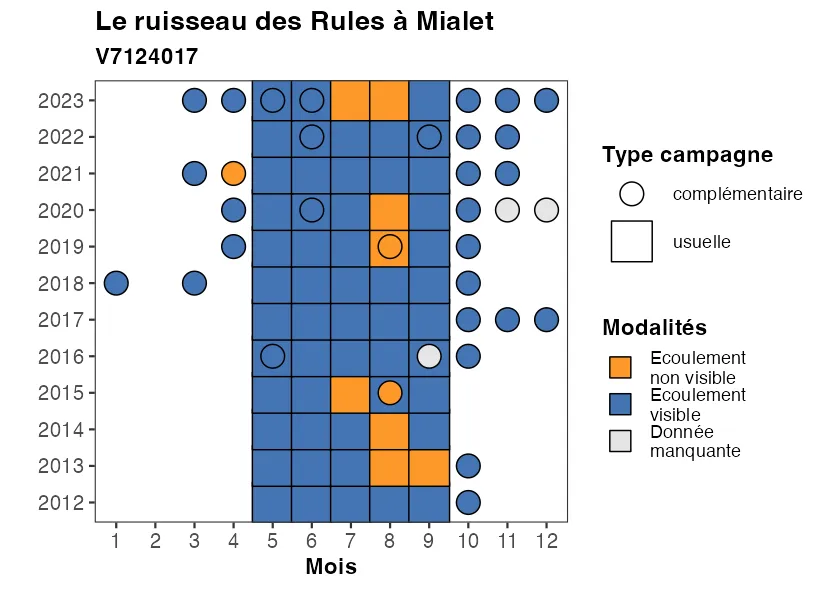 Le ruisseau des Rules à Mialet
V7124017
2023
2022
2021
2020
2019
2018
2017
2016
2015
2014
2013
2012
1 2 3 4 5 6 7 8 9 10 11 12
Mois
Type campagne
complémentaire
usuelle
Modalités
Ecoulement
non visible
Ecoulement
visible
Donnée
manquante